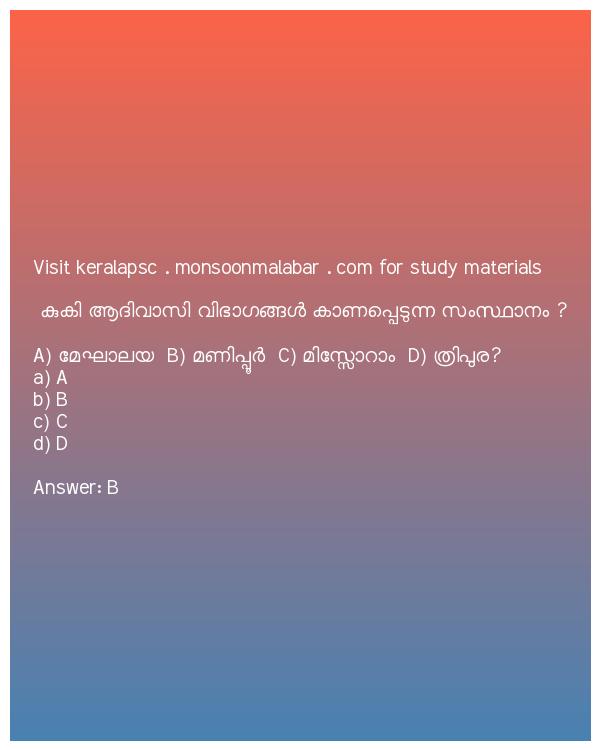 Visit keralapsc . monsoonmalabar . com for study materials
കുകി ആദിവാസി വിഭാഗങ്ങൾ കാണപ്പെടുന്ന സംസ്ഥാനം ?
A) മേഘാലയ B) മണിപ്പൂർ C) മിസ്സോറാം D) ത്രിപുര?
a) A
b) B
c) C
d) D
Answer: B